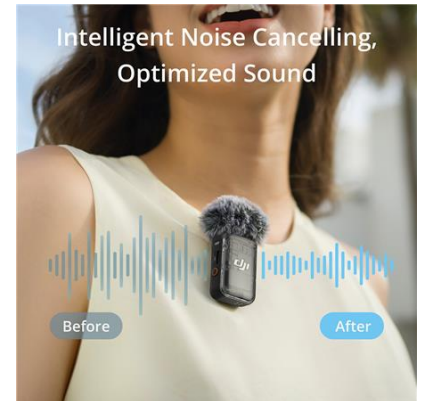 Intelligent Noise Cancelling,
Optimized Sound
dji
Before
After